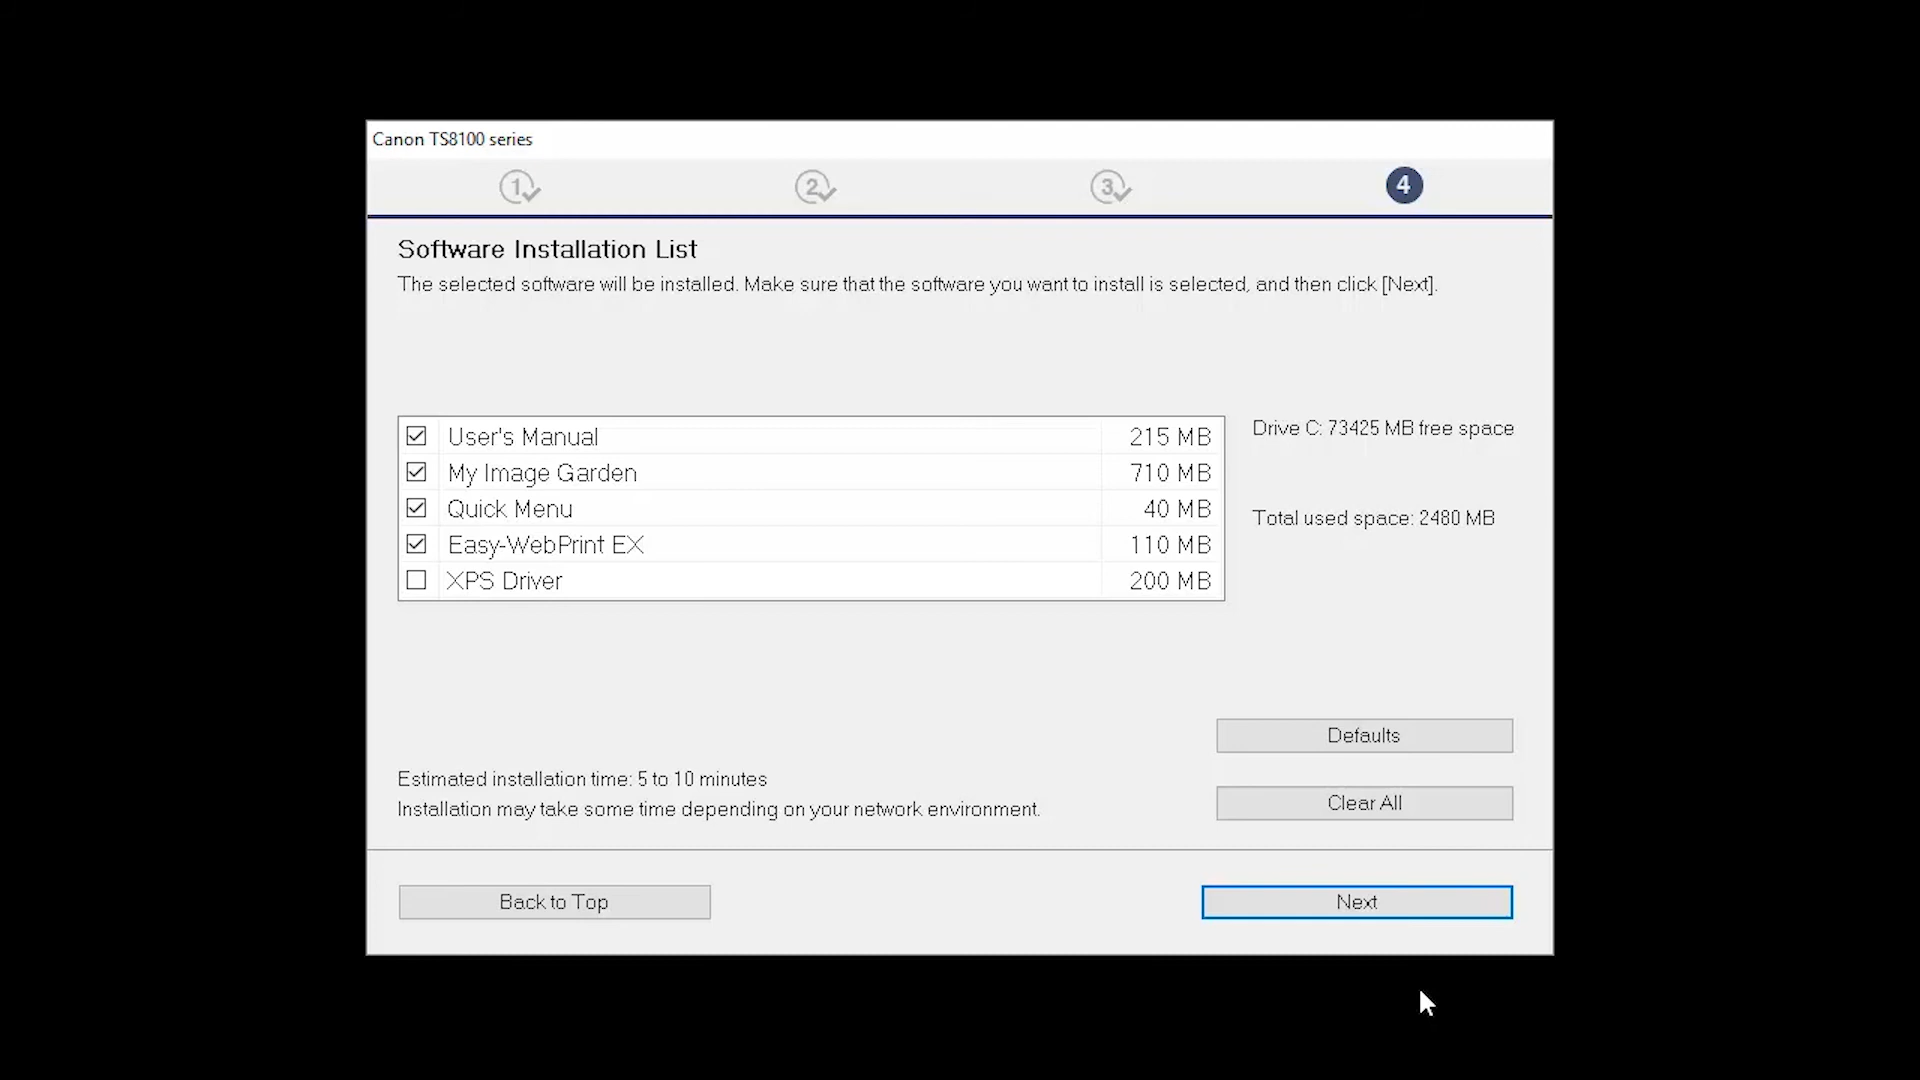 Canon TS8100 series
1 2 3 4
Software Installation List
The selected software will be installed. Make sure that the software you want to install is selected, and then click [Next].
User's Manual 215 MB
My Image Garden 710 MB
Quick Menu 40 MB
Easy-WebPrint EX 110 MB
XPS Driver 200 MB
Drive C: 73425 MB free space
Total used space: 2480 MB
Defaults
Estimated installation time: 5 to 10 minutes
Clear All
Installation may take some time depending on your network environment.
Back to Top
Next